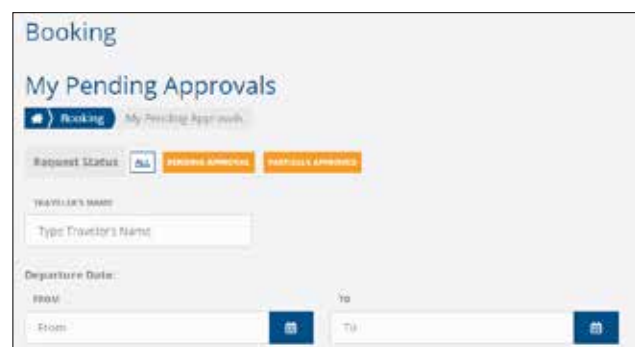 Booking
My Pending Approvals
Booking My Pending Approvals
Request Status ALL PENDING APPROVAL PARTIALLY APPROVED
TRAVELER'S NAME
Type Traveler's Name
Departure Date:
FROM TO
From To